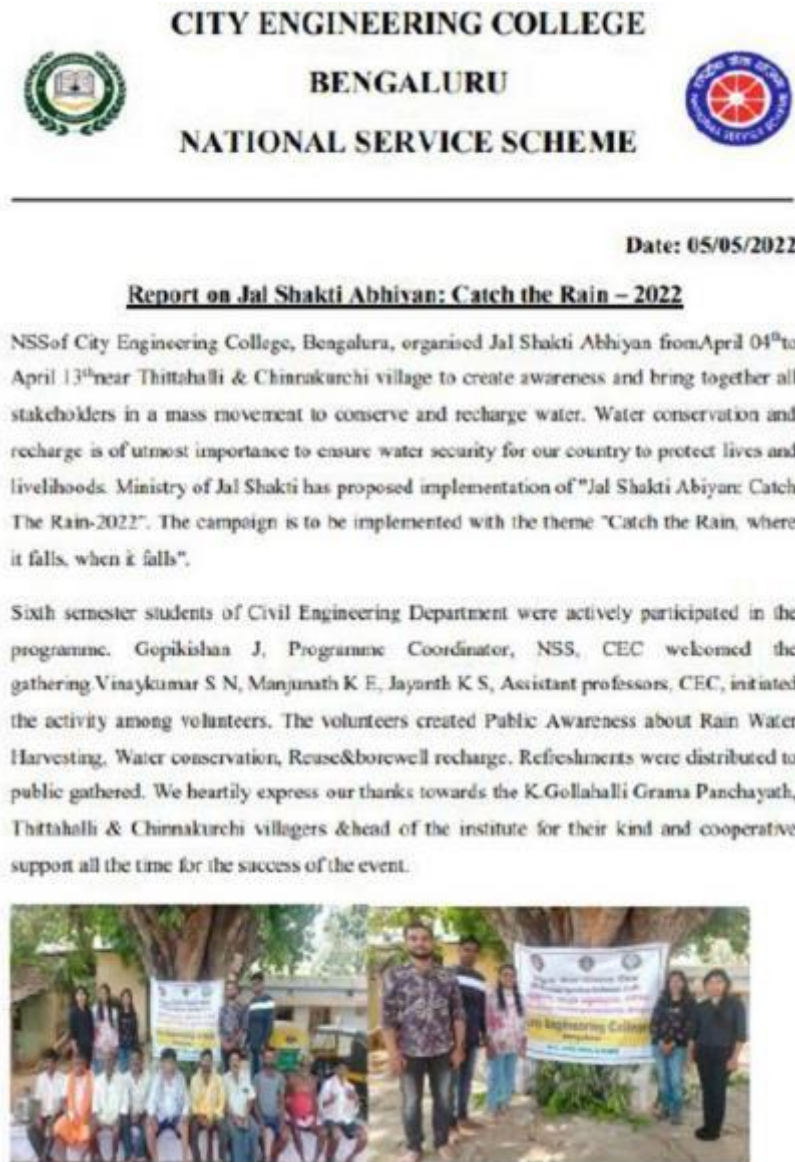 CITY ENGINEERING COLLEGE
BENGALURU
NATIONAL SERVICE SCHEME
NATIONAL SERVICE SCHEME
Date: 05/05/2022
Report on Jal Shakti Abhiyan: Catch the Rain – 2022
NSSof City Engineering College, Bengaluru, organised Jal Shakti Abhiyan fromApril 04thto
April 13thnear Thittahalli & Chinnakurchi village to create awareness and bring together all
stakeholders in a mass movement to conserve and recharge water. Water conservation and
recharge is of utmost importance to ensure water security for our country to protect lives and
livelihoods. Ministry of Jal Shakti has proposed implementation of "Jal Shakti Abiyan: Catch
The Rain-2022". The campaign is to be implemented with the theme "Catch the Rain, where
it falls, when it falls".
Sixth semester students of Civil Engineering Department were actively participated in the
programme. Gopikishan J, Programme Coordinator, NSS, CEC welcomed the
gathering.Vinaykumar S N, Manjunath K E, Jayanth K S, Assistant professors, CEC, initiated
the activity among volunteers. The volunteers created Public Awareness about Rain Water
Harvesting, Water conservation, Reuse&borewell recharge. Refreshments were distributed to
public gathered. We heartily express our thanks towards the K.Gollahalli Grama Panchayath,
Thittahalli & Chinnakurchi villagers &head of the institute for their kind and cooperative
support all the time for the success of the event.
Engineering College